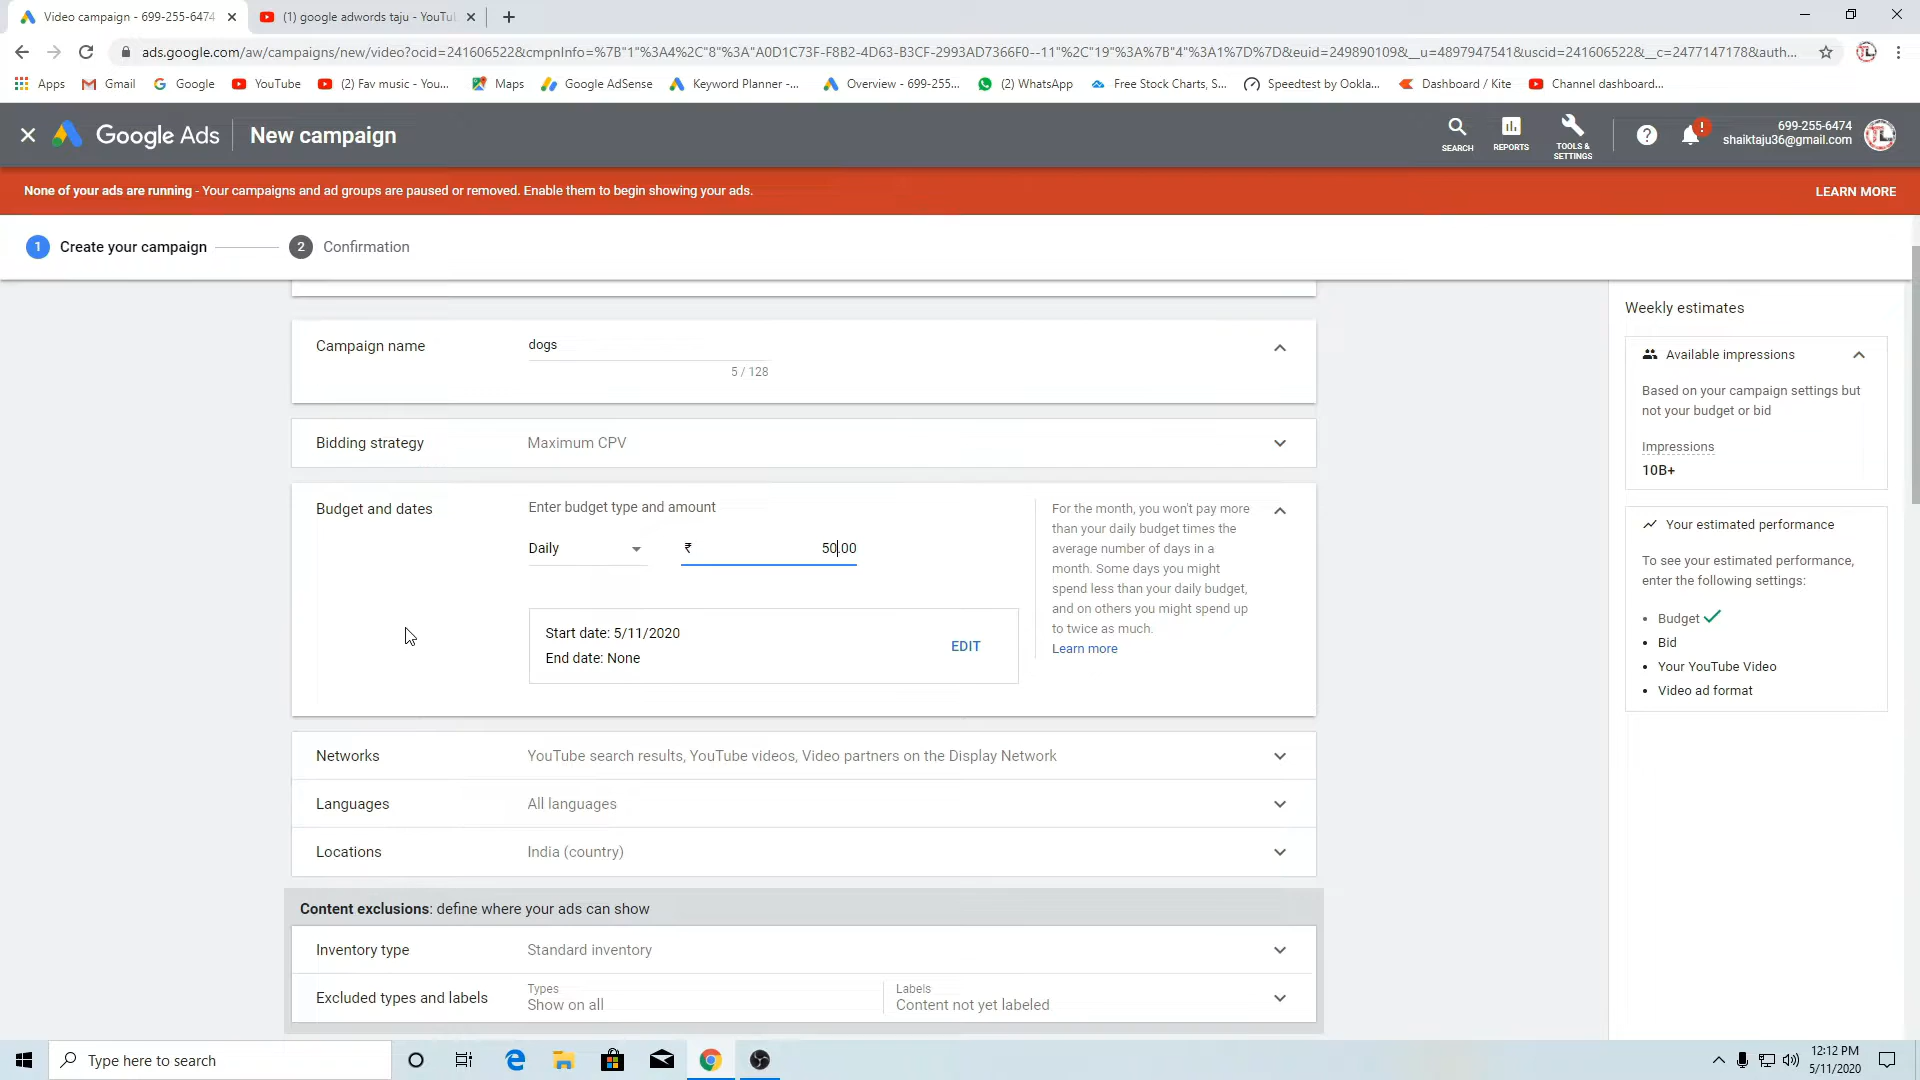 Video campaign - 699-255-6474
(1) google adwords taju - YouTu
ads.google.com/aw/campaigns/new/video?ocid=241606522&cmpnInfo=%7B"1"%3A4%2C"8"%3A"A0D1C73F-F8B2-4D63-B3CF-2993AD7366F0--11"%2C"19"%3A%7B"4"%3A1%7D%7D&euid=249890109&__u=4897947541&uscid=241606522&__c=2477147178&auth...
Apps
Gmail
Google
YouTube
(2) Fav music - You...
Maps
Google AdSense
Keyword Planner -...
Overview - 699-255...
(2) WhatsApp
Free Stock Charts, S...
Speedtest by Ookla...
Dashboard / Kite
Channel dashboard...
Google Ads
New campaign
SEARCH
REPORTS
TOOLS & SETTINGS
?
!
699-255-6474
shaiktaju36@gmail.com
None of your ads are running - Your campaigns and ad groups are paused or removed. Enable them to begin showing your ads.
LEARN MORE
1 Create your campaign
2 Confirmation
Campaign name
dogs
5 / 128
Bidding strategy
Maximum CPV
Budget and dates
Enter budget type and amount
Daily
₹ 50.00
Start date: 5/11/2020
End date: None
EDIT
For the month, you won't pay more
than your daily budget times the
average number of days in a
month. Some days you might
spend less than your daily budget,
and on others you might spend up
to twice as much.
Learn more
Networks
YouTube search results, YouTube videos, Video partners on the Display Network
Languages
All languages
Locations
India (country)
Content exclusions: define where your ads can show
Inventory type
Standard inventory
Excluded types and labels
Types
Show on all
Labels
Content not yet labeled
Weekly estimates
Available impressions
Based on your campaign settings but
not your budget or bid
Impressions
10B+
Your estimated performance
To see your estimated performance,
enter the following settings:
• Budget
• Bid
• Your YouTube Video
• Video ad format
Type here to search
12:12 PM
5/11/2020